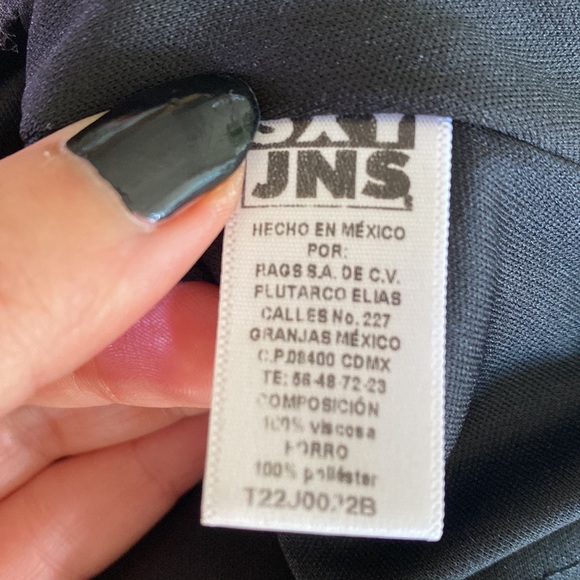 SXY
JNS
HECHO EN MÉXICO
POR:
RAGS S.A. DE C.V.
PLUTARCO ELIAS
CALLES No. 227
GRANJAS MÉXICO
C.P.08400 CDMX
TE: 56-48-72-23
COMPOSICIÓN
100% viscosa
FORRO
100% poliéster